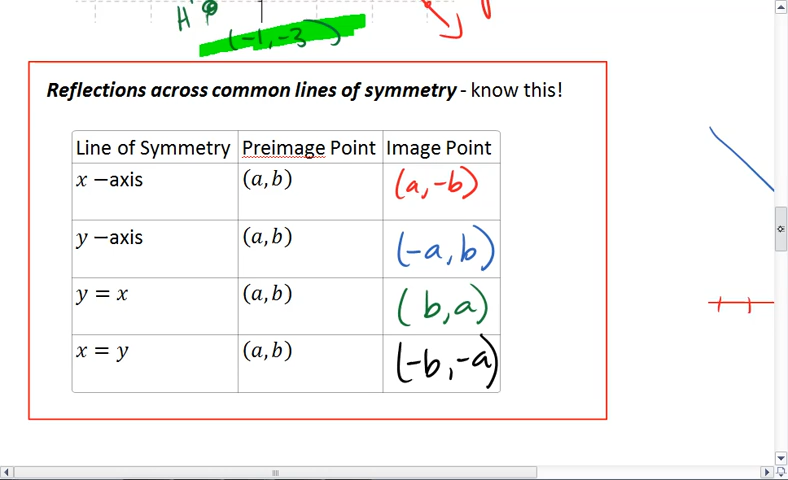 H'
(-1,-3)
Reflections across common lines of symmetry - know this!
Line of Symmetry Preimage Point Image Point
x −axis (a,b) (a,-b)
y −axis (a,b) (-a,b)
y = x (a,b) (b,a)
x = y (a,b) (-b,-a)